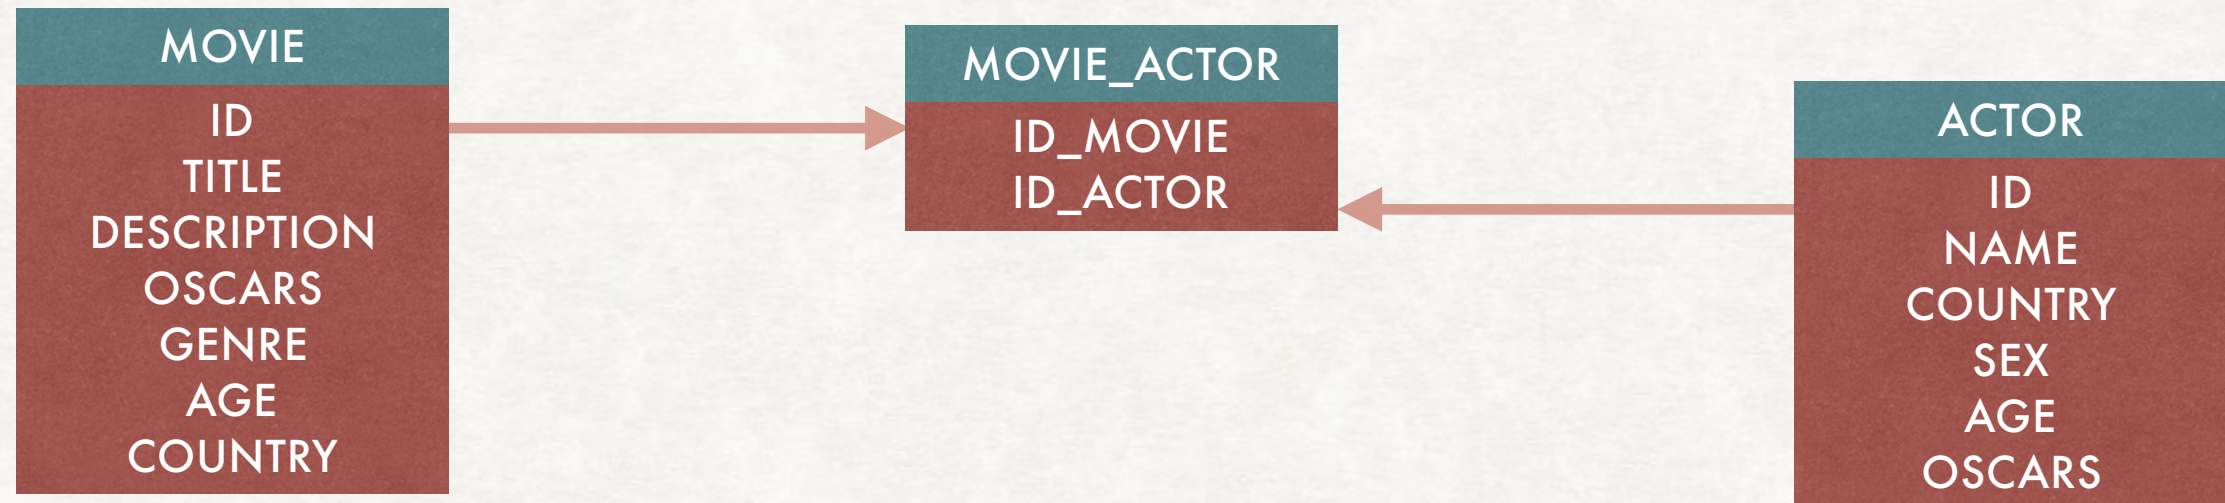 MOVIE
ID
TITLE
DESCRIPTION
OSCARS
GENRE
AGE
COUNTRY
MOVIE_ACTOR
ID_MOVIE
ID_ACTOR
ACTOR
ID
NAME
COUNTRY
SEX
AGE
OSCARS